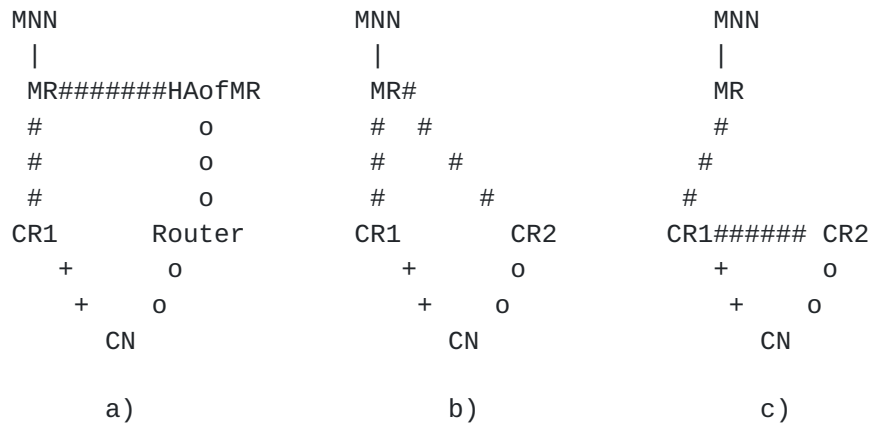 MNN                   MNN                    MNN
 |                     |                      |
 MR#######HAofMR       MR#                    MR
 #          o          #  #                   #
 #          o          #    #                #
 #          o          #      #             #
CR1      Router       CR1       CR2        CR1###### CR2
   +      o              +      o             +      o
    +    o                +    o               +    o
      CN                    CN                   CN

      a)                    b)                   c)